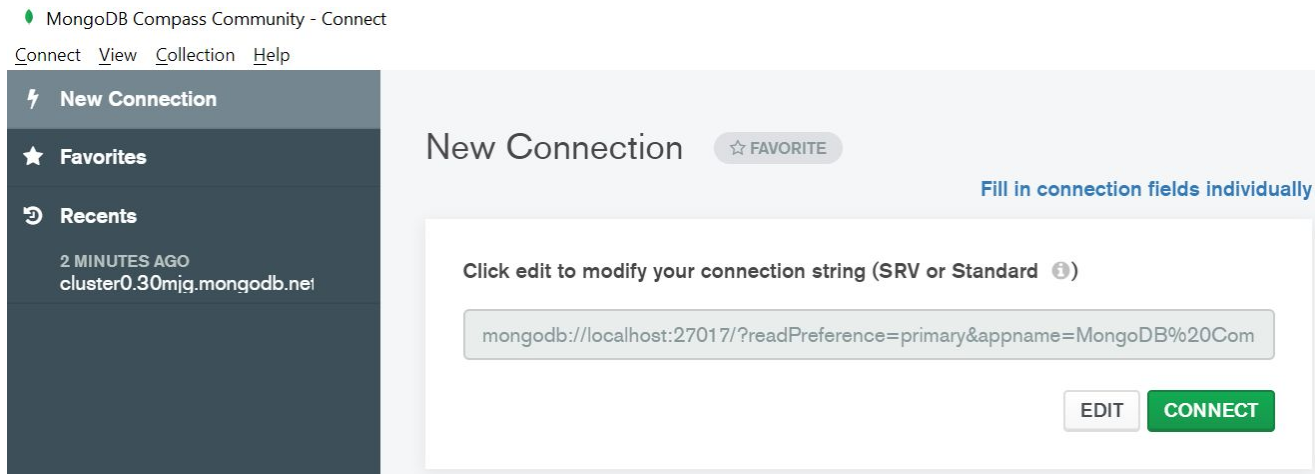 MongoDB Compass Community - Connect
Connect View Collection Help
New Connection
Favorites
Recents
2 MINUTES AGO
cluster0.30mjg.mongodb.net
New Connection
FAVORITE
Fill in connection fields individually
Click edit to modify your connection string (SRV or Standard i)
mongodb://localhost:27017/?readPreference=primary&appname=MongoDB%20Com
EDIT CONNECT